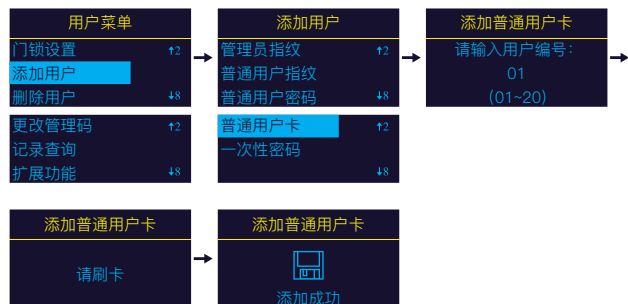 用户菜单
门锁设置 ↑2
添加用户
删除用户 ↓8
更改管理码 ↑2
记录查询
扩展功能 ↓8
添加用户
管理员指纹 ↑2
普通用户指纹
普通用户密码 ↓8
普通用户卡 ↑2
一次性密码
↓8
添加普通用户卡
请输入用户编号:
01
(01~20)
添加普通用户卡
请刷卡
添加普通用户卡
添加成功